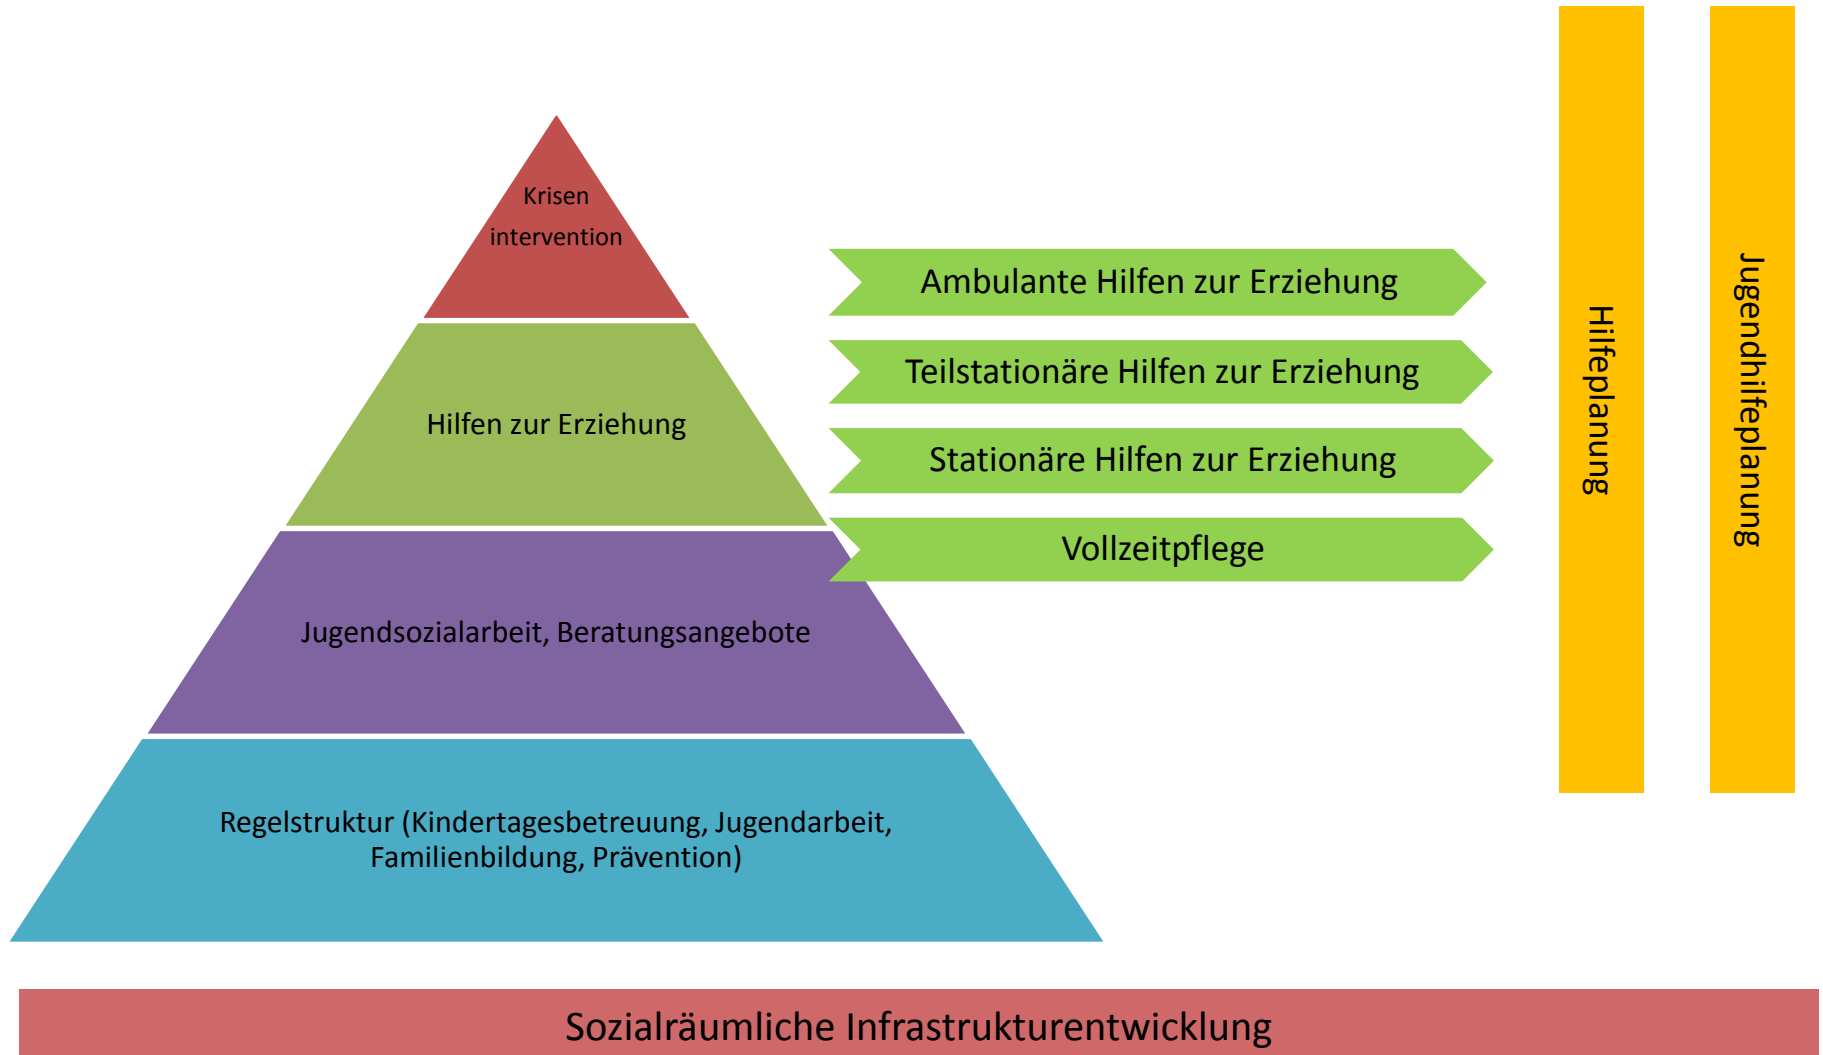 Krisen
intervention
Hilfen zur Erziehung
Jugendsozialarbeit, Beratungsangebote
Regelstruktur (Kindertagesbetreuung, Jugendarbeit,
Familienbildung, Prävention)
Ambulante Hilfen zur Erziehung
Teilstationäre Hilfen zur Erziehung
Stationäre Hilfen zur Erziehung
Vollzeitpflege
Hilfeplanung
Jugendhilfeplanung
Sozialräumliche Infrastrukturentwicklung